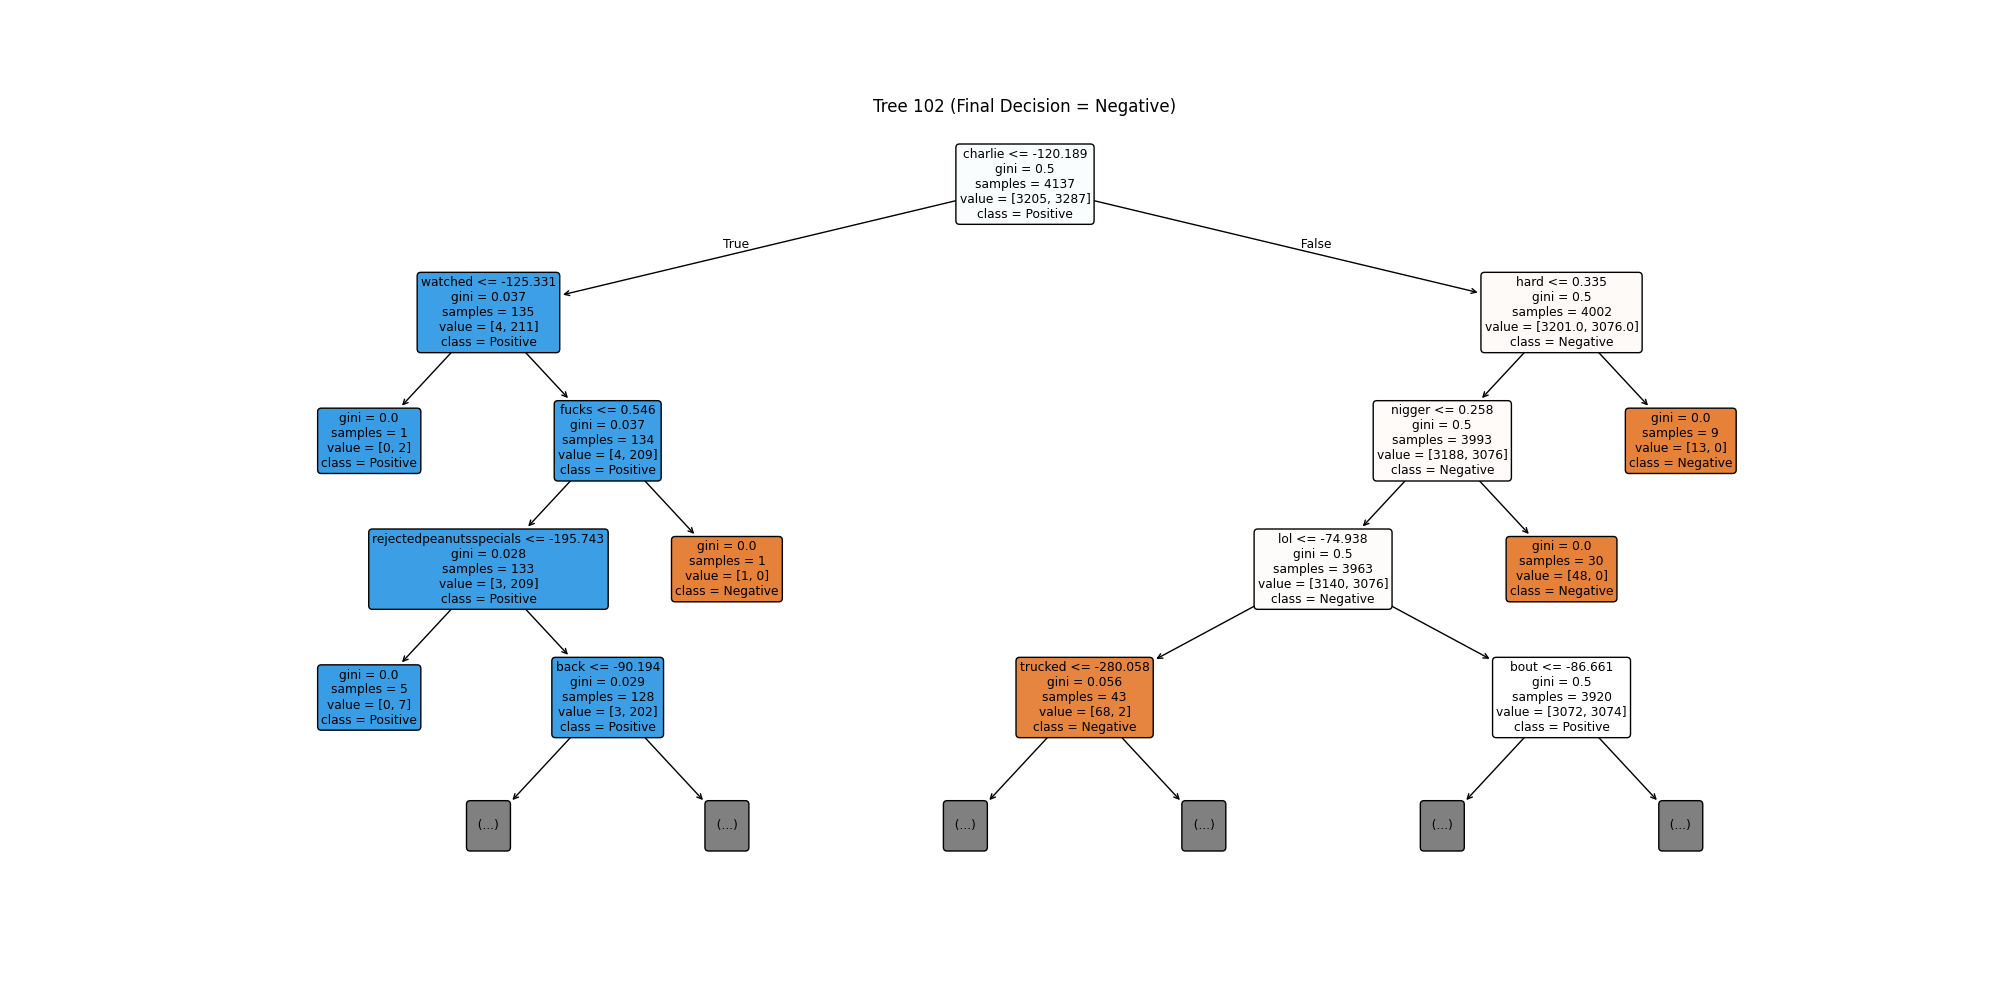 Tree 102 (Final Decision = Negative)
charlie <= -120.189
gini = 0.5
samples = 4137
value = [3205, 3287]
class = Positive
True
False
watched <= -125.331
gini = 0.037
samples = 135
value = [4, 211]
class = Positive
hard <= 0.335
gini = 0.5
samples = 4002
value = [3201.0, 3076.0]
class = Negative
gini = 0.0
samples = 1
value = [0, 2]
class = Positive
fucks <= 0.546
gini = 0.037
samples = 134
value = [4, 209]
class = Positive
nigger <= 0.258
gini = 0.5
samples = 3993
value = [3188, 3076]
class = Negative
gini = 0.0
samples = 9
value = [13, 0]
class = Negative
rejectedpeanutsspecials <= -195.743
gini = 0.028
samples = 133
value = [3, 209]
class = Positive
gini = 0.0
samples = 1
value = [1, 0]
class = Negative
lol <= -74.938
gini = 0.5
samples = 3963
value = [3140, 3076]
class = Negative
gini = 0.0
samples = 30
value = [48, 0]
class = Negative
gini = 0.0
samples = 5
value = [0, 7]
class = Positive
back <= -90.194
gini = 0.029
samples = 128
value = [3, 202]
class = Positive
trucked <= -280.058
gini = 0.056
samples = 43
value = [68, 2]
class = Negative
bout <= -86.661
gini = 0.5
samples = 3920
value = [3072, 3074]
class = Positive
(...)
(...)
(...)
(...)
(...)
(...)